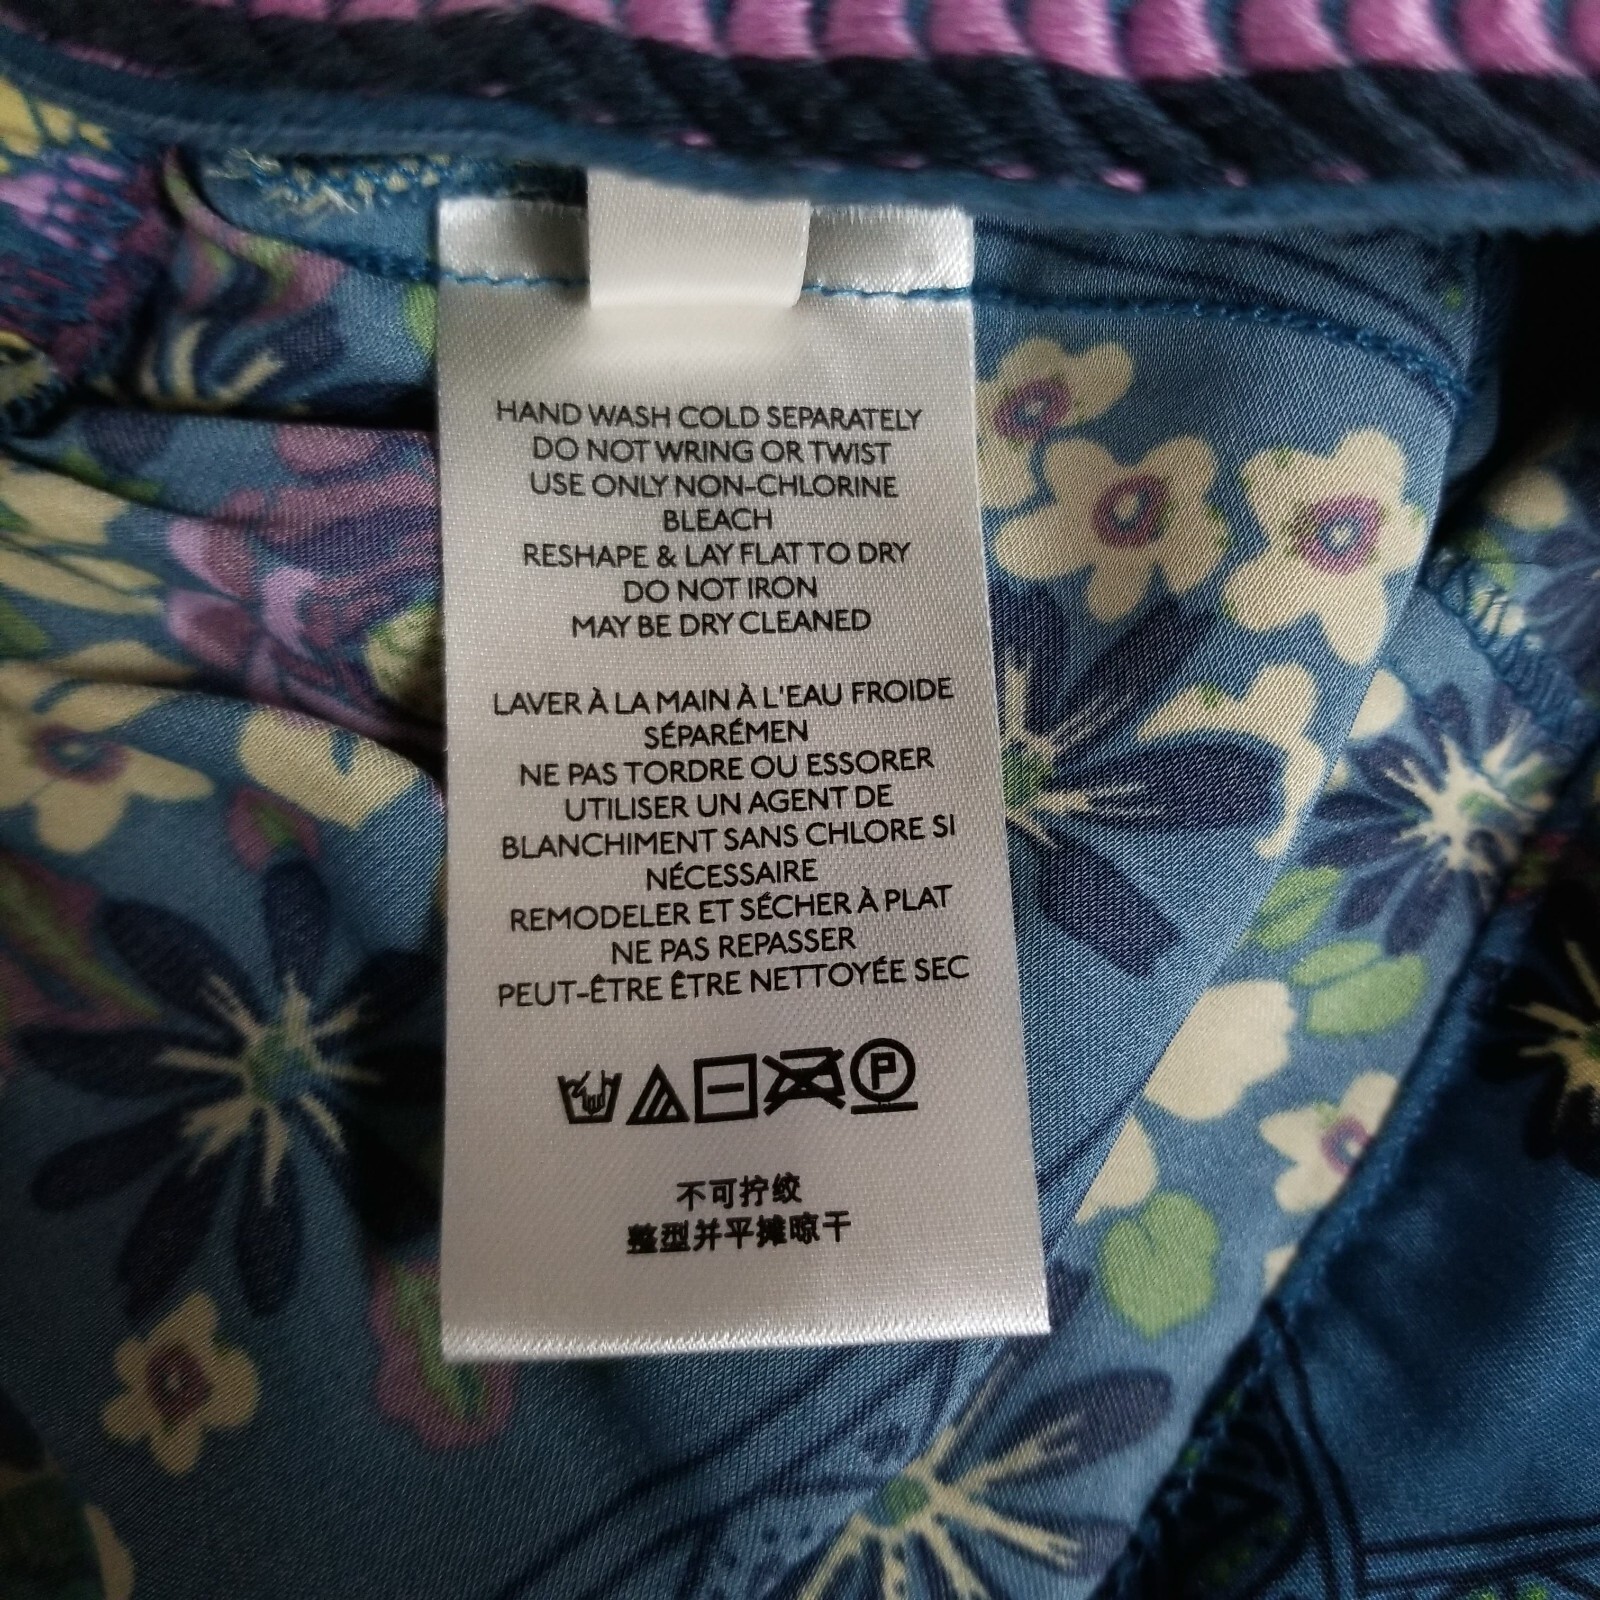 HAND WASH COLD SEPARATELY
DO NOT WRING OR TWIST
USE ONLY NON-CHLORINE
BLEACH
RESHAPE & LAY FLAT TO DRY
DO NOT IRON
MAY BE DRY CLEANED
LAVER À LA MAIN À L'EAU FROIDE
SÉPARÉMEN
NE PAS TORDRE OU ESSORER
UTILISER UN AGENT DE
BLANCHIMENT SANS CHLORE SI
NÉCESSAIRE
REMODELER ET SÉCHER À PLAT
NE PAS REPASSER
PEUT-ÊTRE ÊTRE NETTOYÉE SEC
P
不可拧绞
整型并平摊晾干